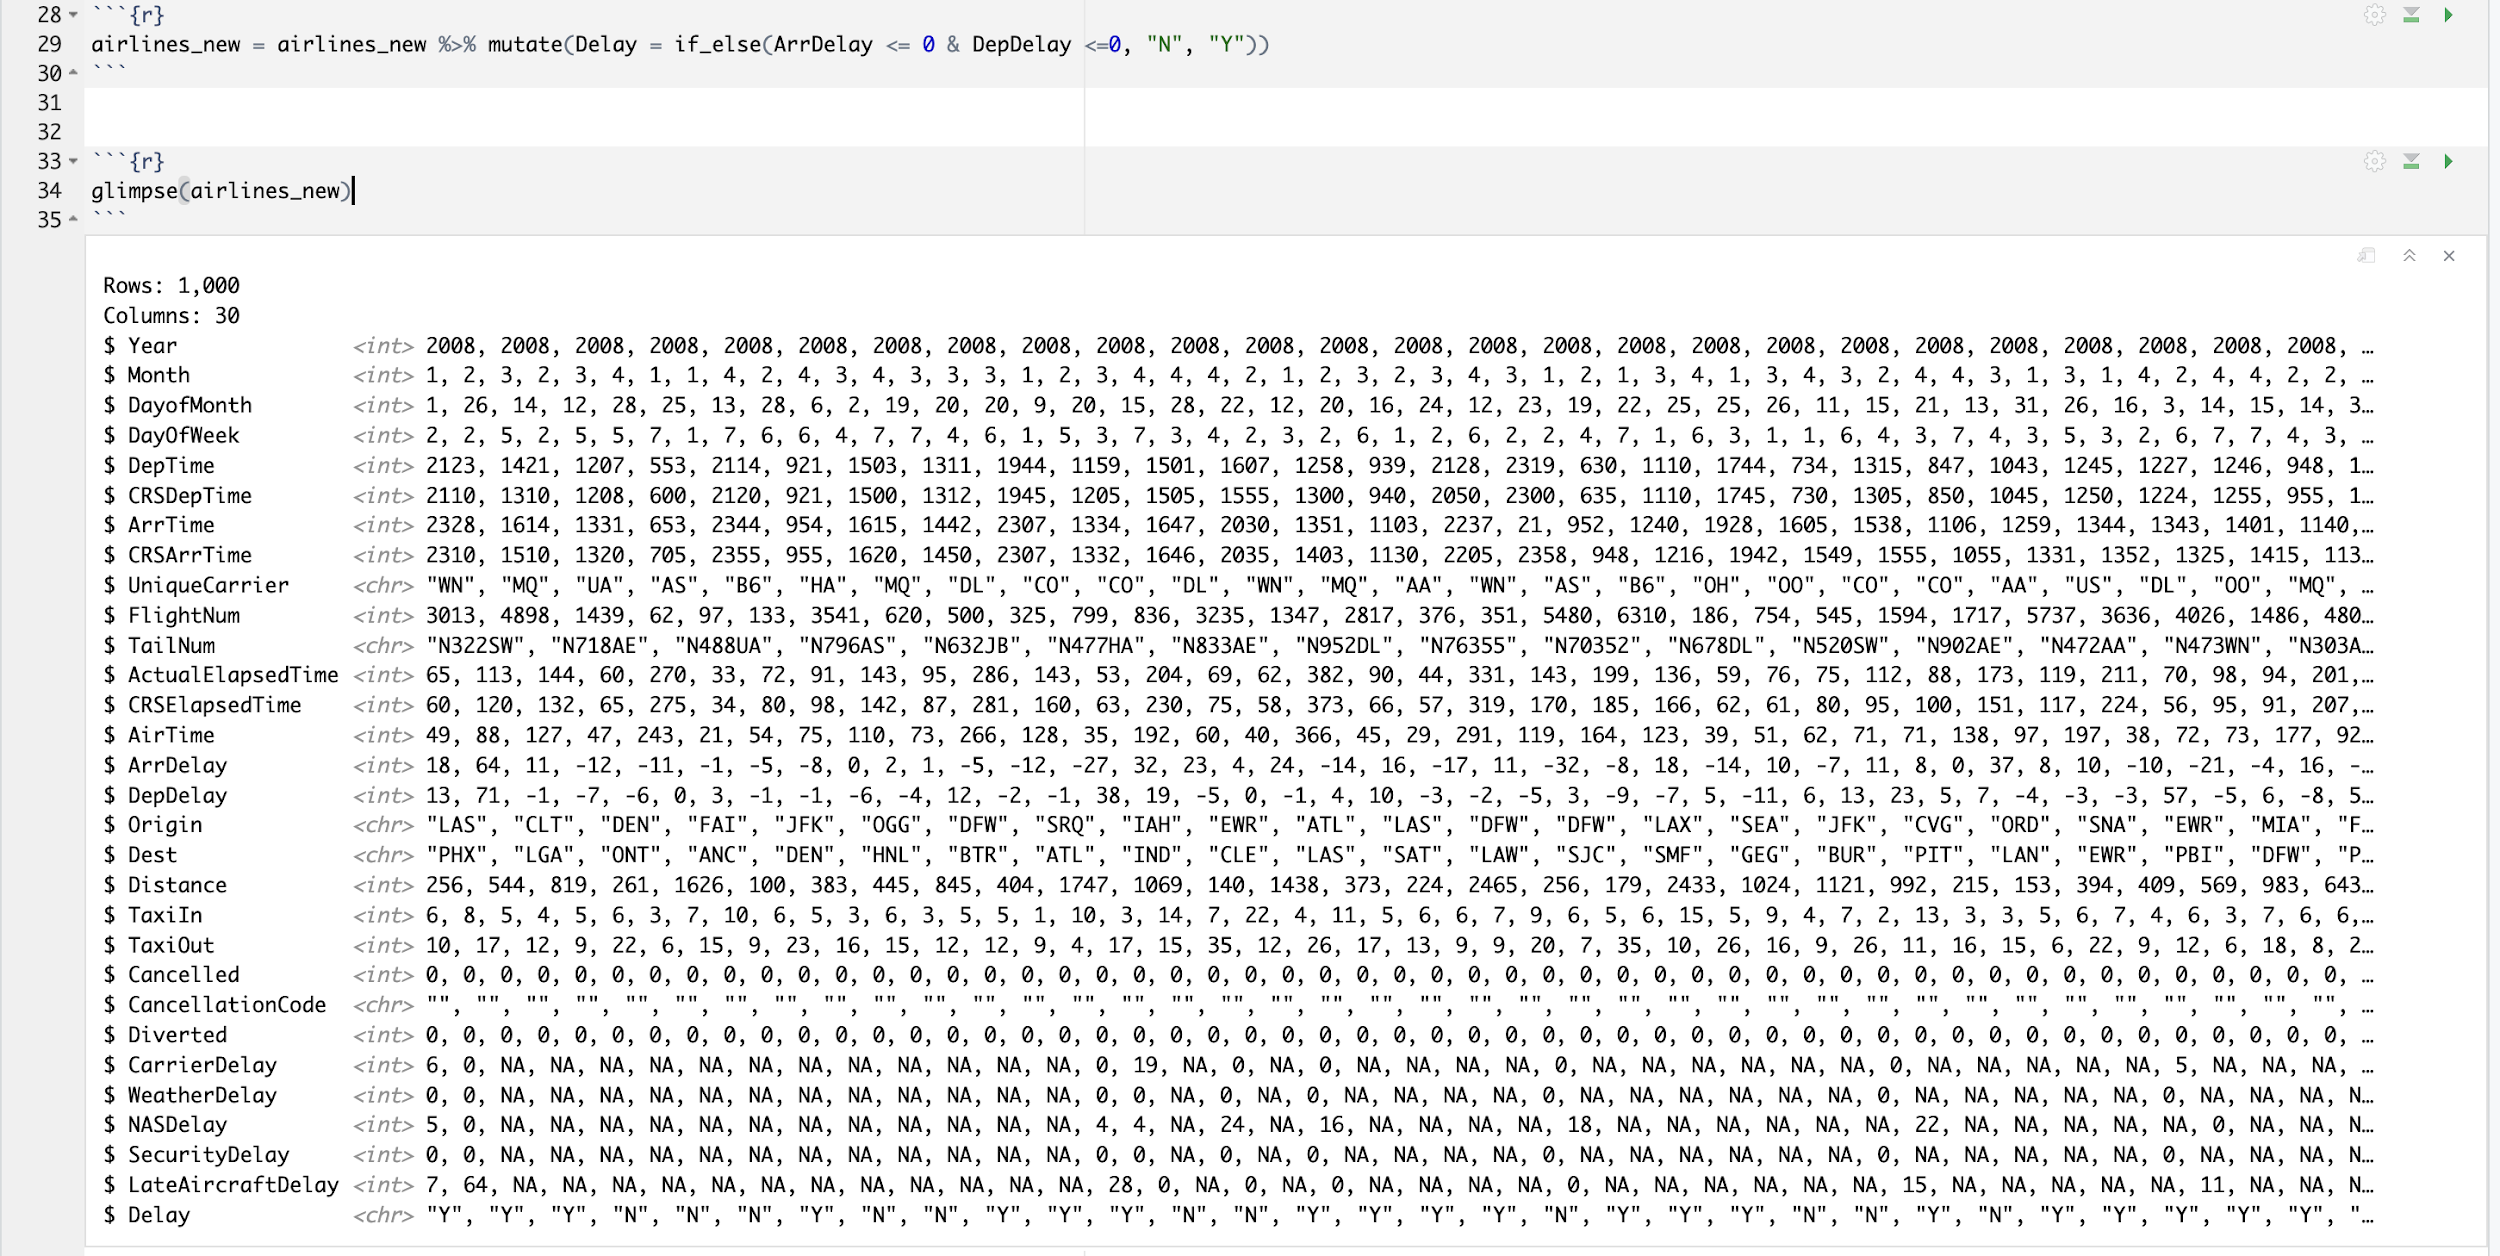 28 ```{r}
29 airlines_new = airlines_new %>% mutate(Delay = if_else(ArrDelay <= 0 & DepDelay <=0, "N", "Y"))
30 ```
31
32
33 ```{r}
34 glimpse(airlines_new)
35 ```
Rows: 1,000
Columns: 30
$ Year <int> 2008, 2008, 2008, 2008, 2008, 2008, 2008, 2008, 2008, 2008, 2008, 2008, 2008, 2008, 2008, 2008, 2008, 2008, 2008, 2008, 2008, 2008, 2008, 2008, 2008, 2008, …
$ Month <int> 1, 2, 3, 2, 3, 4, 1, 1, 4, 2, 4, 3, 4, 3, 3, 3, 1, 2, 3, 4, 4, 4, 2, 1, 2, 3, 2, 3, 4, 3, 1, 2, 1, 3, 4, 1, 3, 4, 3, 2, 4, 4, 3, 1, 3, 1, 4, 2, 4, 4, 2, 2, …
$ DayofMonth <int> 1, 26, 14, 12, 28, 25, 13, 28, 6, 2, 19, 20, 20, 9, 20, 15, 28, 22, 12, 20, 16, 24, 12, 23, 19, 22, 25, 25, 26, 11, 15, 21, 13, 31, 26, 16, 3, 14, 15, 14, 3…
$ DayOfWeek <int> 2, 2, 5, 2, 5, 5, 7, 1, 7, 6, 6, 4, 7, 7, 4, 6, 1, 5, 3, 7, 3, 4, 2, 3, 2, 6, 1, 2, 6, 2, 2, 4, 7, 1, 6, 3, 1, 1, 6, 4, 3, 7, 4, 3, 5, 3, 2, 6, 7, 7, 4, 3, …
$ DepTime <int> 2123, 1421, 1207, 553, 2114, 921, 1503, 1311, 1944, 1159, 1501, 1607, 1258, 939, 2128, 2319, 630, 1110, 1744, 734, 1315, 847, 1043, 1245, 1227, 1246, 948, 1…
$ CRSDepTime <int> 2110, 1310, 1208, 600, 2120, 921, 1500, 1312, 1945, 1205, 1505, 1555, 1300, 940, 2050, 2300, 635, 1110, 1745, 730, 1305, 850, 1045, 1250, 1224, 1255, 955, 1…
$ ArrTime <int> 2328, 1614, 1331, 653, 2344, 954, 1615, 1442, 2307, 1334, 1647, 2030, 1351, 1103, 2237, 21, 952, 1240, 1928, 1605, 1538, 1106, 1259, 1344, 1343, 1401, 1140,…
$ CRSArrTime <int> 2310, 1510, 1320, 705, 2355, 955, 1620, 1450, 2307, 1332, 1646, 2035, 1403, 1130, 2205, 2358, 948, 1216, 1942, 1549, 1555, 1055, 1331, 1352, 1325, 1415, 113…
$ UniqueCarrier <chr> "WN", "MQ", "UA", "AS", "B6", "HA", "MQ", "DL", "CO", "CO", "DL", "WN", "MQ", "AA", "WN", "AS", "B6", "OH", "OO", "CO", "CO", "AA", "US", "DL", "OO", "MQ", …
$ FlightNum <int> 3013, 4898, 1439, 62, 97, 133, 3541, 620, 500, 325, 799, 836, 3235, 1347, 2817, 376, 351, 5480, 6310, 186, 754, 545, 1594, 1717, 5737, 3636, 4026, 1486, 480…
$ TailNum <chr> "N322SW", "N718AE", "N488UA", "N796AS", "N632JB", "N477HA", "N833AE", "N952DL", "N76355", "N70352", "N678DL", "N520SW", "N902AE", "N472AA", "N473WN", "N303A…
$ ActualElapsedTime <int> 65, 113, 144, 60, 270, 33, 72, 91, 143, 95, 286, 143, 53, 204, 69, 62, 382, 90, 44, 331, 143, 199, 136, 59, 76, 75, 112, 88, 173, 119, 211, 70, 98, 94, 201,…
$ CRSElapsedTime <int> 60, 120, 132, 65, 275, 34, 80, 98, 142, 87, 281, 160, 63, 230, 75, 58, 373, 66, 57, 319, 170, 185, 166, 62, 61, 80, 95, 100, 151, 117, 224, 56, 95, 91, 207,…
$ AirTime <int> 49, 88, 127, 47, 243, 21, 54, 75, 110, 73, 266, 128, 35, 192, 60, 40, 366, 45, 29, 291, 119, 164, 123, 39, 51, 62, 71, 71, 138, 97, 197, 38, 72, 73, 177, 92…
$ ArrDelay <int> 18, 64, 11, -12, -11, -1, -5, -8, 0, 2, 1, -5, -12, -27, 32, 23, 4, 24, -14, 16, -17, 11, -32, -8, 18, -14, 10, -7, 11, 8, 0, 37, 8, 10, -10, -21, -4, 16, -…
$ DepDelay <int> 13, 71, -1, -7, -6, 0, 3, -1, -1, -6, -4, 12, -2, -1, 38, 19, -5, 0, -1, 4, 10, -3, -2, -5, 3, -9, -7, 5, -11, 6, 13, 23, 5, 7, -4, -3, -3, 57, -5, 6, -8, 5…
$ Origin <chr> "LAS", "CLT", "DEN", "FAI", "JFK", "OGG", "DFW", "SRQ", "IAH", "EWR", "ATL", "LAS", "DFW", "DFW", "LAX", "SEA", "JFK", "CVG", "ORD", "SNA", "EWR", "MIA", "F…
$ Dest <chr> "PHX", "LGA", "ONT", "ANC", "DEN", "HNL", "BTR", "ATL", "IND", "CLE", "LAS", "SAT", "LAW", "SJC", "SMF", "GEG", "BUR", "PIT", "LAN", "EWR", "PBI", "DFW", "P…
$ Distance <int> 256, 544, 819, 261, 1626, 100, 383, 445, 845, 404, 1747, 1069, 140, 1438, 373, 224, 2465, 256, 179, 2433, 1024, 1121, 992, 215, 153, 394, 409, 569, 983, 643…
$ TaxiIn <int> 6, 8, 5, 4, 5, 6, 3, 7, 10, 6, 5, 3, 6, 3, 5, 5, 1, 10, 3, 14, 7, 22, 4, 11, 5, 6, 6, 7, 9, 6, 5, 6, 15, 5, 9, 4, 7, 2, 13, 3, 3, 5, 6, 7, 4, 6, 3, 7, 6, 6,…
$ TaxiOut <int> 10, 17, 12, 9, 22, 6, 15, 9, 23, 16, 15, 12, 12, 9, 4, 17, 15, 35, 12, 26, 17, 13, 9, 9, 20, 7, 35, 10, 26, 16, 9, 26, 11, 16, 15, 6, 22, 9, 12, 6, 18, 8, 2…
$ Cancelled <int> 0, 0, 0, 0, 0, 0, 0, 0, 0, 0, 0, 0, 0, 0, 0, 0, 0, 0, 0, 0, 0, 0, 0, 0, 0, 0, 0, 0, 0, 0, 0, 0, 0, 0, 0, 0, 0, 0, 0, 0, 0, 0, 0, 0, 0, 0, 0, 0, 0, 0, 0, 0, …
$ CancellationCode <chr> "", "", "", "", "", "", "", "", "", "", "", "", "", "", "", "", "", "", "", "", "", "", "", "", "", "", "", "", "", "", "", "", "", "", "", "", "", "", "", …
$ Diverted <int> 0, 0, 0, 0, 0, 0, 0, 0, 0, 0, 0, 0, 0, 0, 0, 0, 0, 0, 0, 0, 0, 0, 0, 0, 0, 0, 0, 0, 0, 0, 0, 0, 0, 0, 0, 0, 0, 0, 0, 0, 0, 0, 0, 0, 0, 0, 0, 0, 0, 0, 0, 0, …
$ CarrierDelay <int> 6, 0, NA, NA, NA, NA, NA, NA, NA, NA, NA, NA, NA, NA, 0, 19, NA, 0, NA, 0, NA, NA, NA, NA, 0, NA, NA, NA, NA, NA, NA, 0, NA, NA, NA, NA, NA, 5, NA, NA, NA, …
$ WeatherDelay <int> 0, 0, NA, NA, NA, NA, NA, NA, NA, NA, NA, NA, NA, NA, 0, 0, NA, 0, NA, 0, NA, NA, NA, NA, 0, NA, NA, NA, NA, NA, NA, 0, NA, NA, NA, NA, NA, 0, NA, NA, NA, N…
$ NASDelay <int> 5, 0, NA, NA, NA, NA, NA, NA, NA, NA, NA, NA, NA, NA, 4, 4, NA, 24, NA, 16, NA, NA, NA, NA, 18, NA, NA, NA, NA, NA, NA, 22, NA, NA, NA, NA, NA, 0, NA, NA, N…
$ SecurityDelay <int> 0, 0, NA, NA, NA, NA, NA, NA, NA, NA, NA, NA, NA, NA, 0, 0, NA, 0, NA, 0, NA, NA, NA, NA, 0, NA, NA, NA, NA, NA, NA, 0, NA, NA, NA, NA, NA, 0, NA, NA, NA, N…
$ LateAircraftDelay <int> 7, 64, NA, NA, NA, NA, NA, NA, NA, NA, NA, NA, NA, NA, 28, 0, NA, 0, NA, 0, NA, NA, NA, NA, 0, NA, NA, NA, NA, NA, NA, 15, NA, NA, NA, NA, NA, 11, NA, NA, N…
$ Delay <chr> "Y", "Y", "Y", "N", "N", "N", "Y", "N", "N", "Y", "Y", "Y", "N", "N", "Y", "Y", "Y", "Y", "N", "Y", "Y", "Y", "N", "N", "Y", "N", "Y", "Y", "Y", "Y", "Y", "…